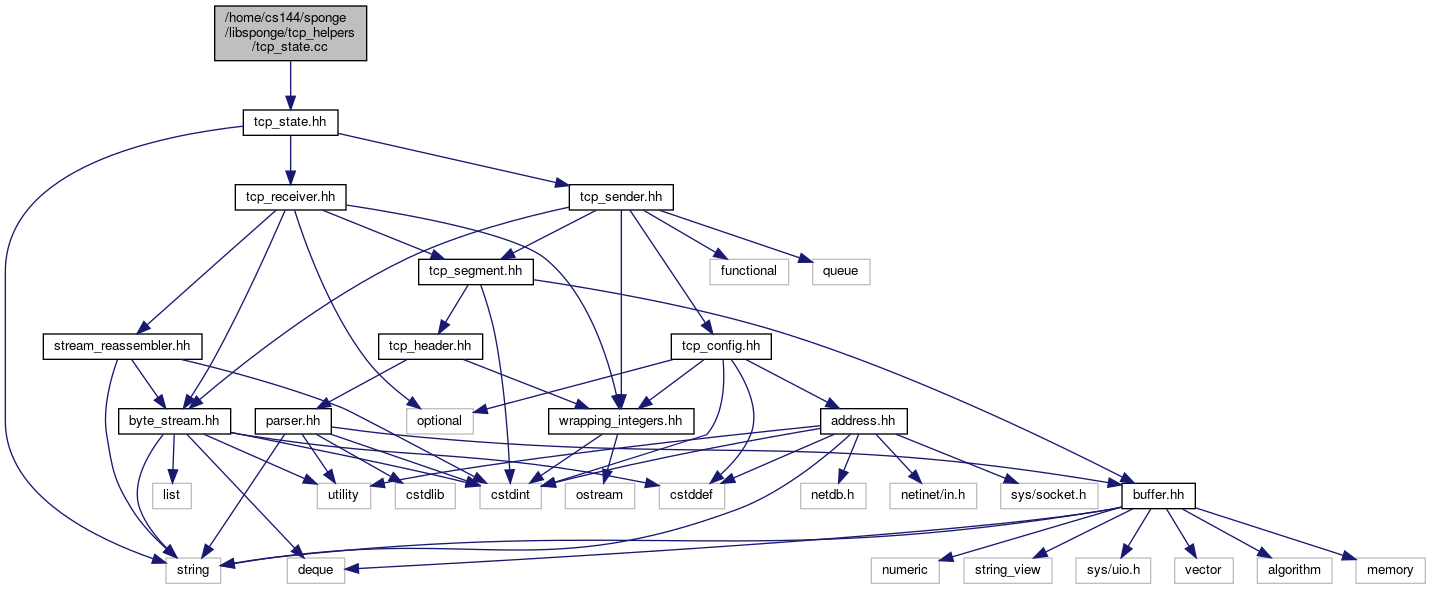 /home/cs144/sponge
/libsponge/tcp_helpers
/tcp_state.cc
tcp_state.hh
tcp_receiver.hh
tcp_sender.hh
tcp_segment.hh
functional
queue
stream_reassembler.hh
tcp_header.hh
tcp_config.hh
byte_stream.hh
parser.hh
optional
wrapping_integers.hh
address.hh
list
utility
cstdlib
cstdint
ostream
cstddef
netdb.h
netinet/in.h
sys/socket.h
buffer.hh
string
deque
numeric
string_view
sys/uio.h
vector
algorithm
memory